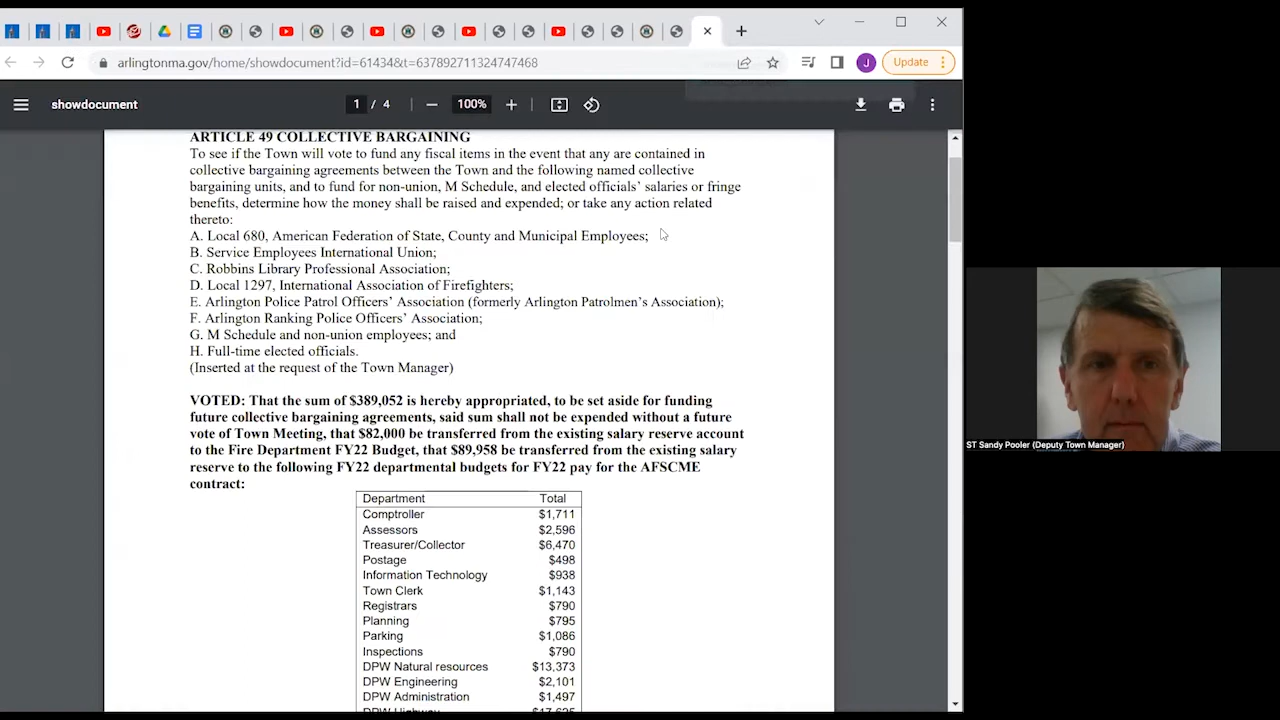 arlingtonma.gov/home/showdocument?id=61434&t=637892711324747468
J
Update
showdocument
1 / 4
100%
ARTICLE 49 COLLECTIVE BARGAINING
To see if the Town will vote to fund any fiscal items in the event that any are contained in
collective bargaining agreements between the Town and the following named collective
bargaining units, and to fund for non-union, M Schedule, and elected officials’ salaries or fringe
benefits, determine how the money shall be raised and expended; or take any action related
thereto:
A. Local 680, American Federation of State, County and Municipal Employees;
B. Service Employees International Union;
C. Robbins Library Professional Association;
D. Local 1297, International Association of Firefighters;
E. Arlington Police Patrol Officers’ Association (formerly Arlington Patrolmen’s Association);
F. Arlington Ranking Police Officers’ Association;
G. M Schedule and non-union employees; and
H. Full-time elected officials.
(Inserted at the request of the Town Manager)
VOTED: That the sum of $389,052 is hereby appropriated, to be set aside for funding
future collective bargaining agreements, said sum shall not be expended without a future
vote of Town Meeting, that $82,000 be transferred from the existing salary reserve account
to the Fire Department FY22 Budget, that $89,958 be transferred from the existing salary
reserve to the following FY22 departmental budgets for FY22 pay for the AFSCME
contract:
Department Total
Comptroller $1,711
Assessors $2,596
Treasurer/Collector $6,470
Postage $498
Information Technology $938
Town Clerk $1,143
Registrars $790
Planning $795
Parking $1,086
Inspections $790
DPW Natural resources $13,373
DPW Engineering $2,101
DPW Administration $1,497
DPW Highway
ST Sandy Pooler (Deputy Town Manager)